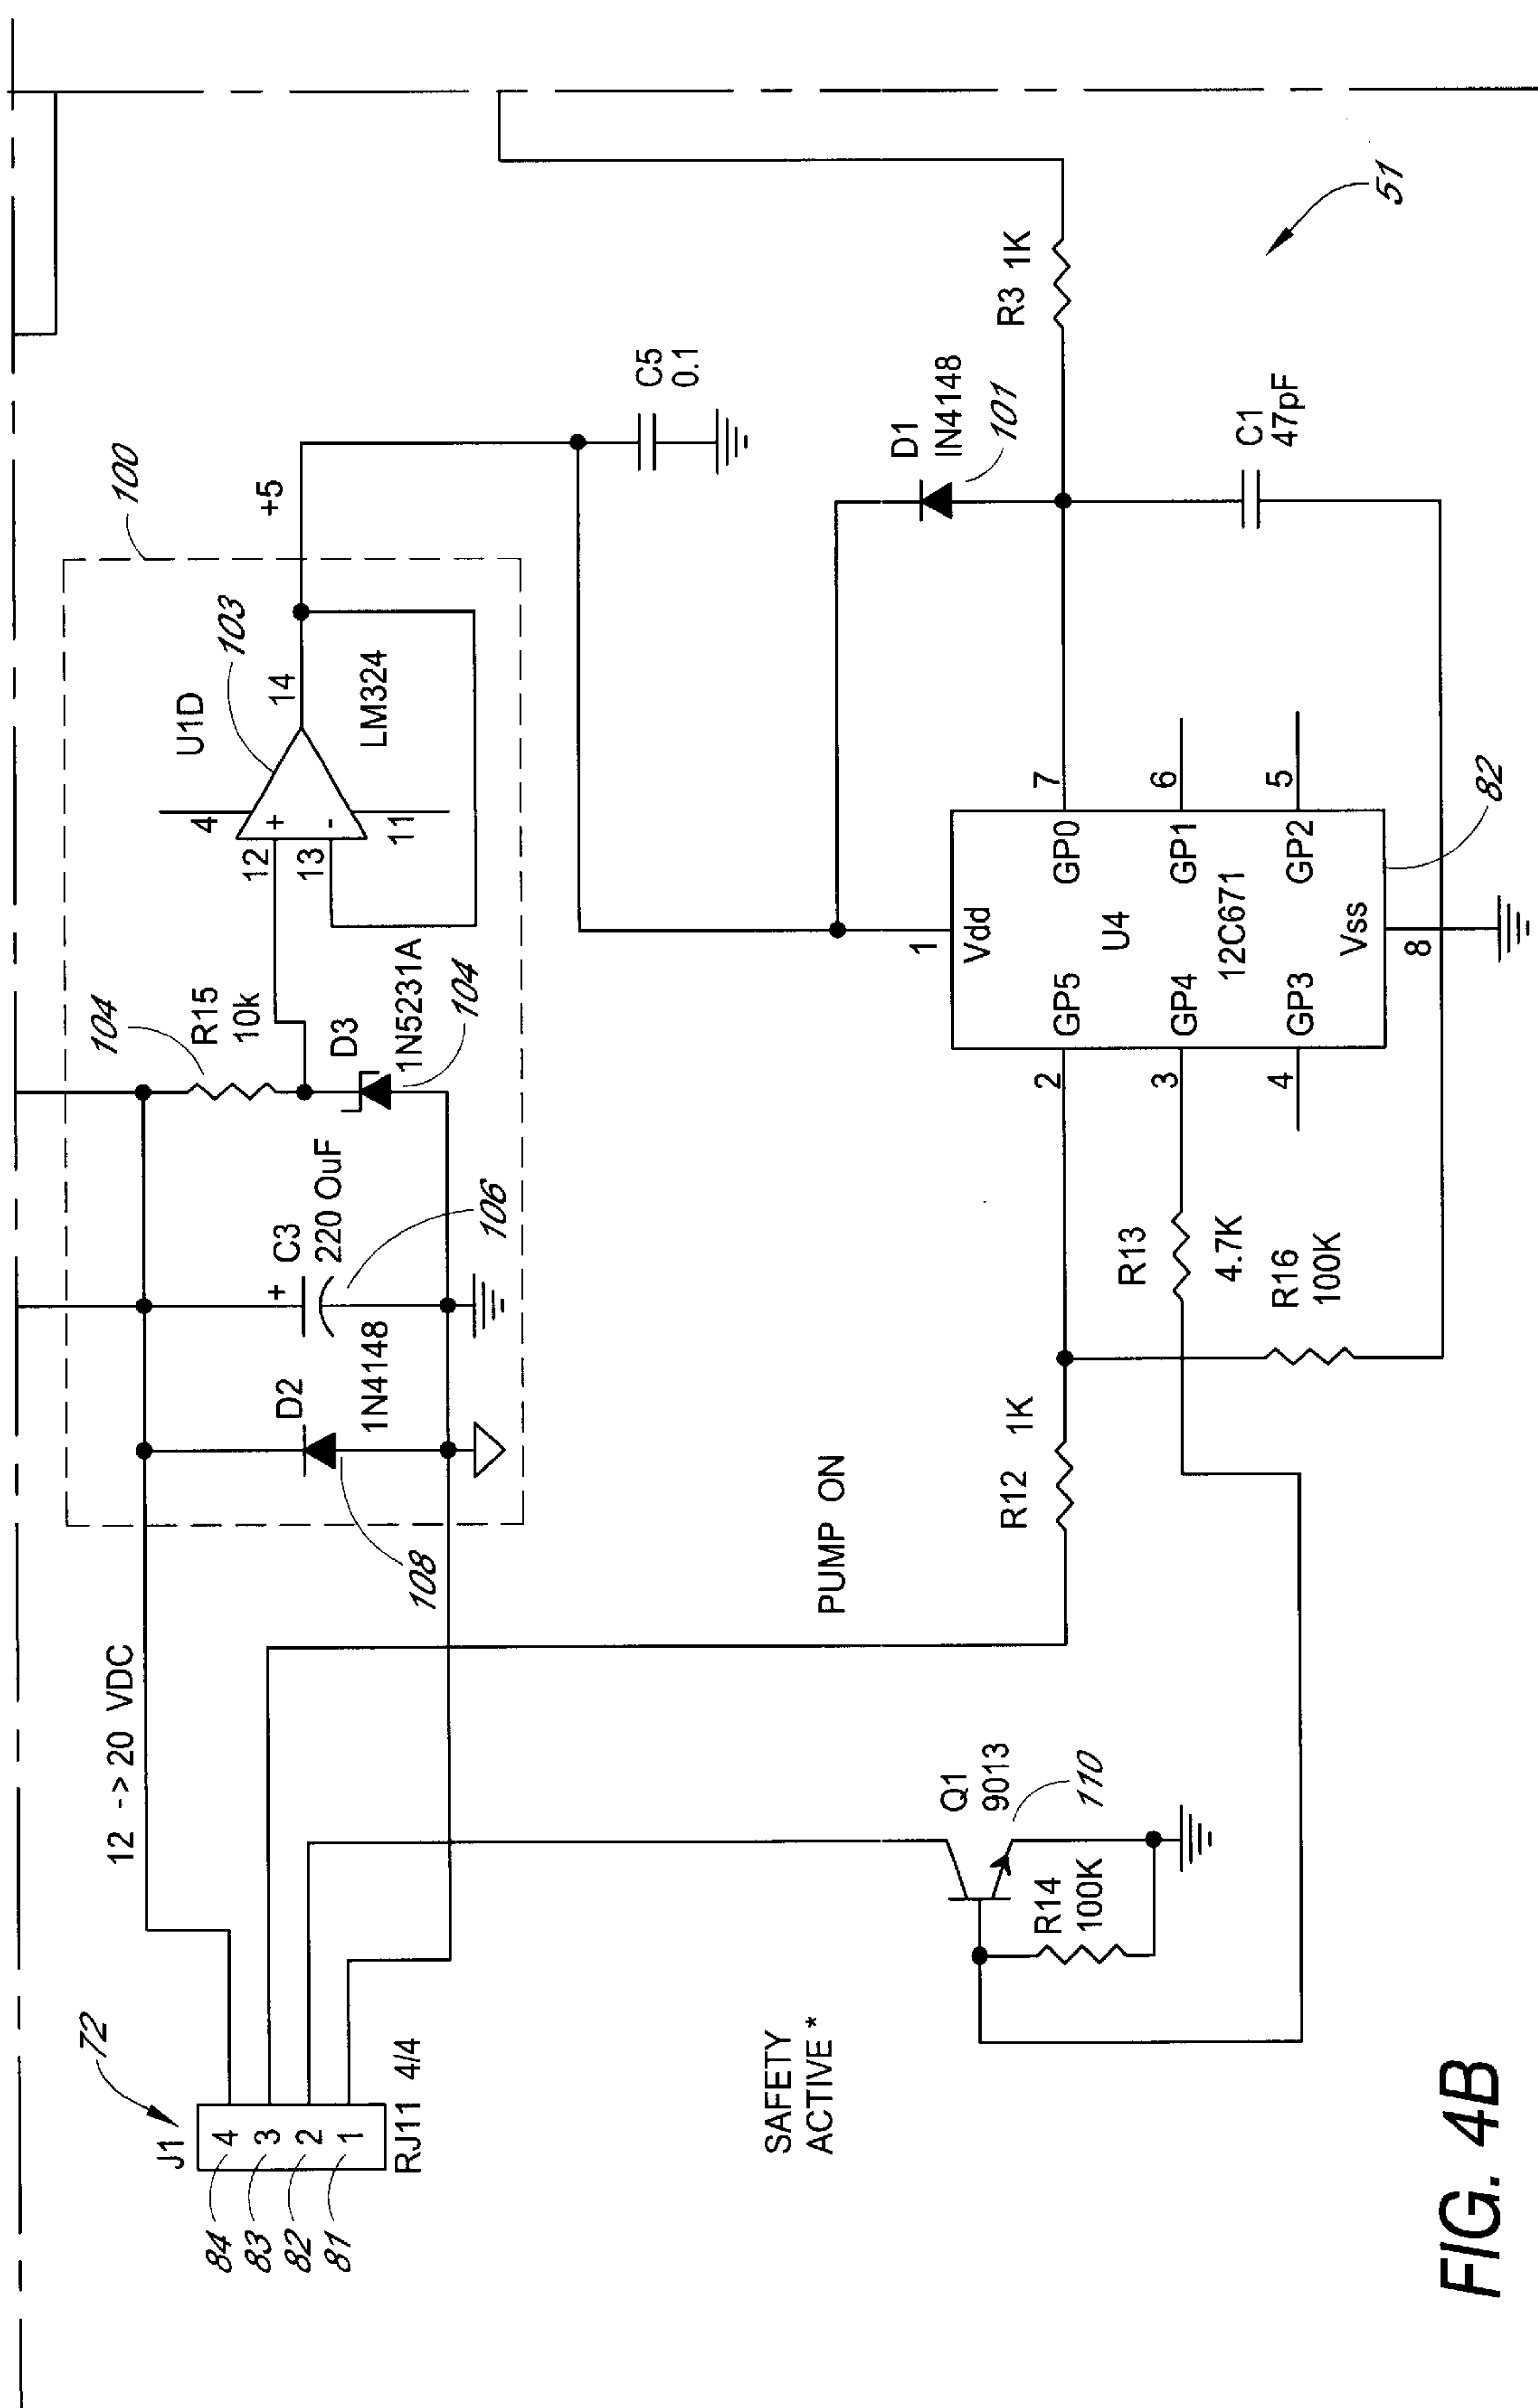 72
J1
84
83
82
81
4
3
2
1
RJ11 4/4
12 -> 20 VDC
100
108
D2
1N4148
+
C3
220 OuF
106
104
R15
10k
D3
1N5231A
104
12
13
4
11
+
-
U1D
103
14
LM324
+5
C5
0.1
SAFETY
ACTIVE *
PUMP ON
Q1
9013
110
R14
100K
R12 1K
R13
4.7K
R16
100K
1
Vdd
2
GP5
3
GP4
4
GP3
U4
12C671
GP0
7
GP1
6
GP2
5
Vss
8
82
D1
IN4148
101
R3 1K
C1
47pF
51
FIG. 4B